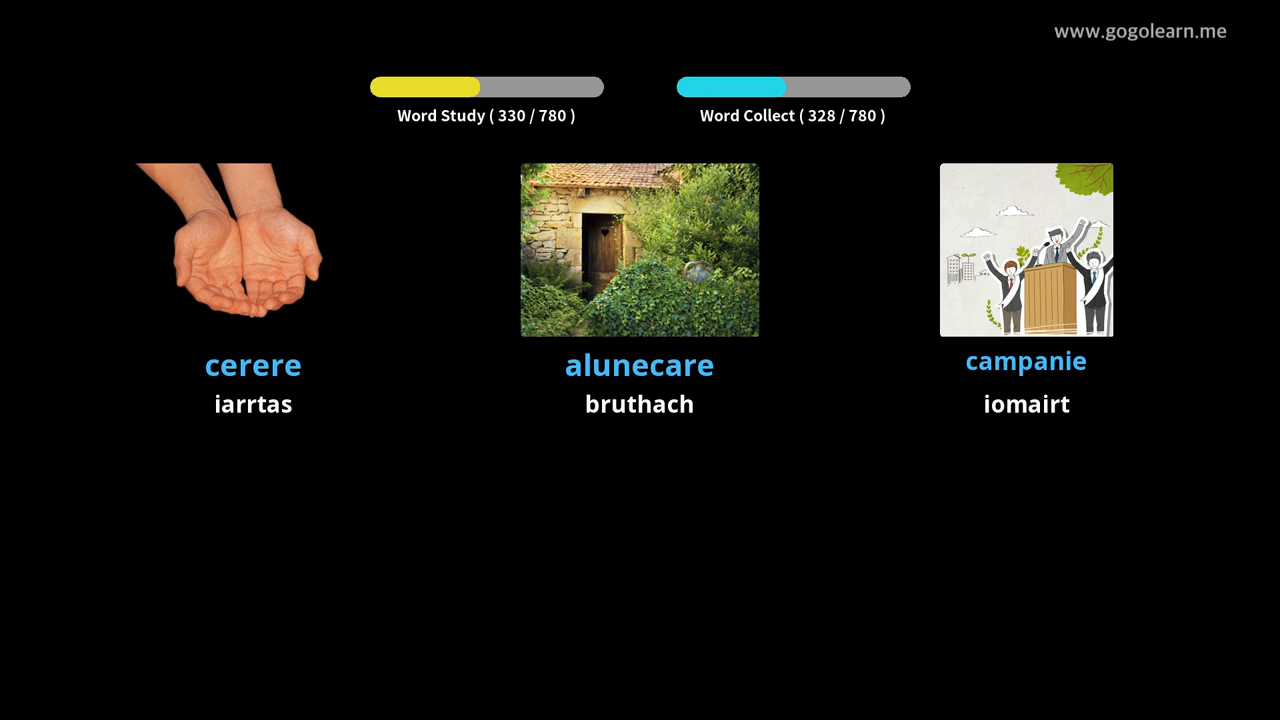 www.gogolearn.me
Word Study ( 330 / 780 )
Word Collect ( 328 / 780 )
cerere
iarrtas
alunecare
bruthach
campanie
iomairt